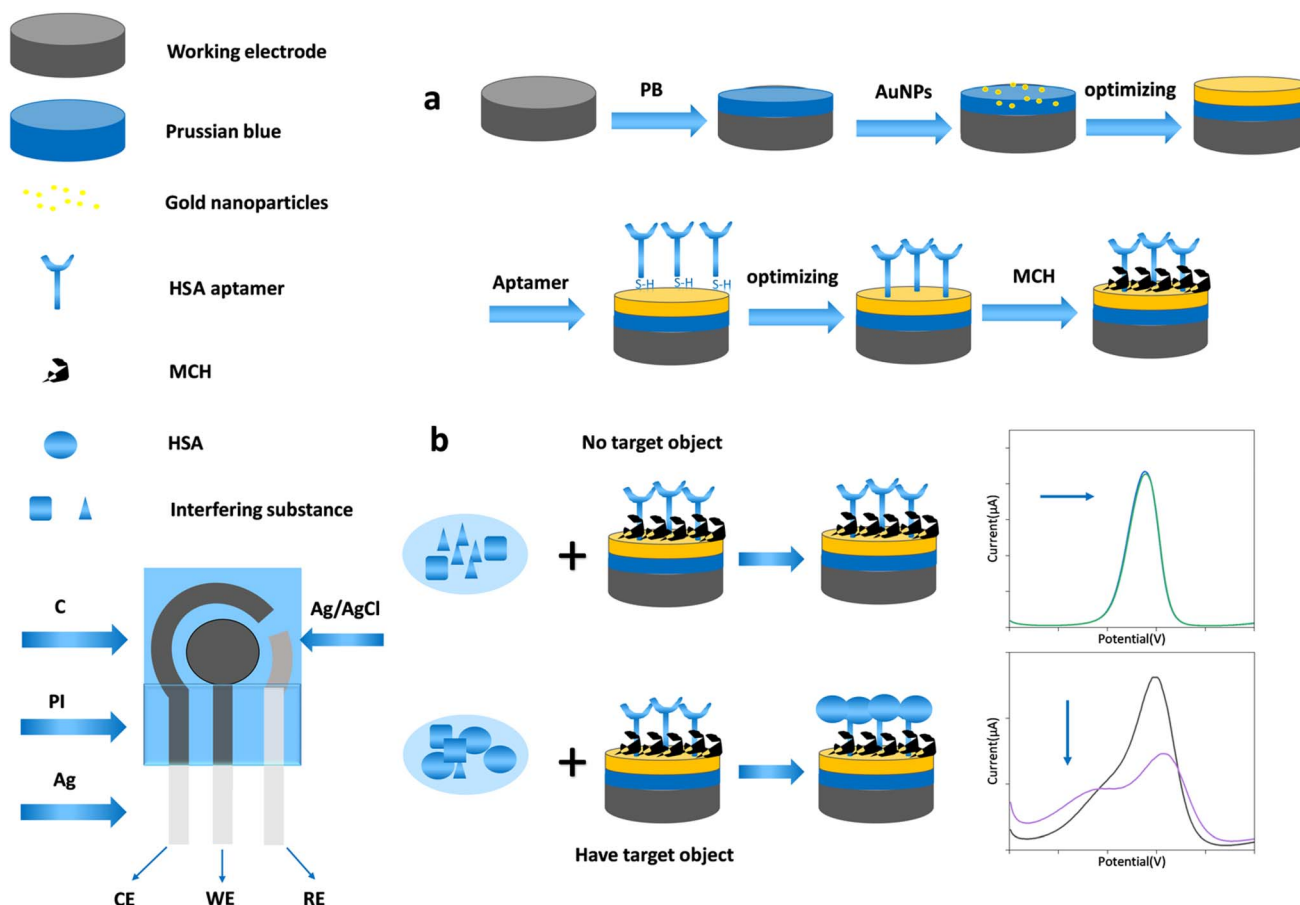 Working electrode
Prussian blue
Gold nanoparticles
HSA aptamer
MCH
HSA
Interfering substance
C
Ag/AgCl
PI
Ag
CE
WE
RE
a
PB
AuNPs
optimizing
Aptamer
S-H
S-H
S-H
optimizing
MCH
b
No target object
Current(μA)
Potential(V)
Have target object
Current(μA)
Potential(V)